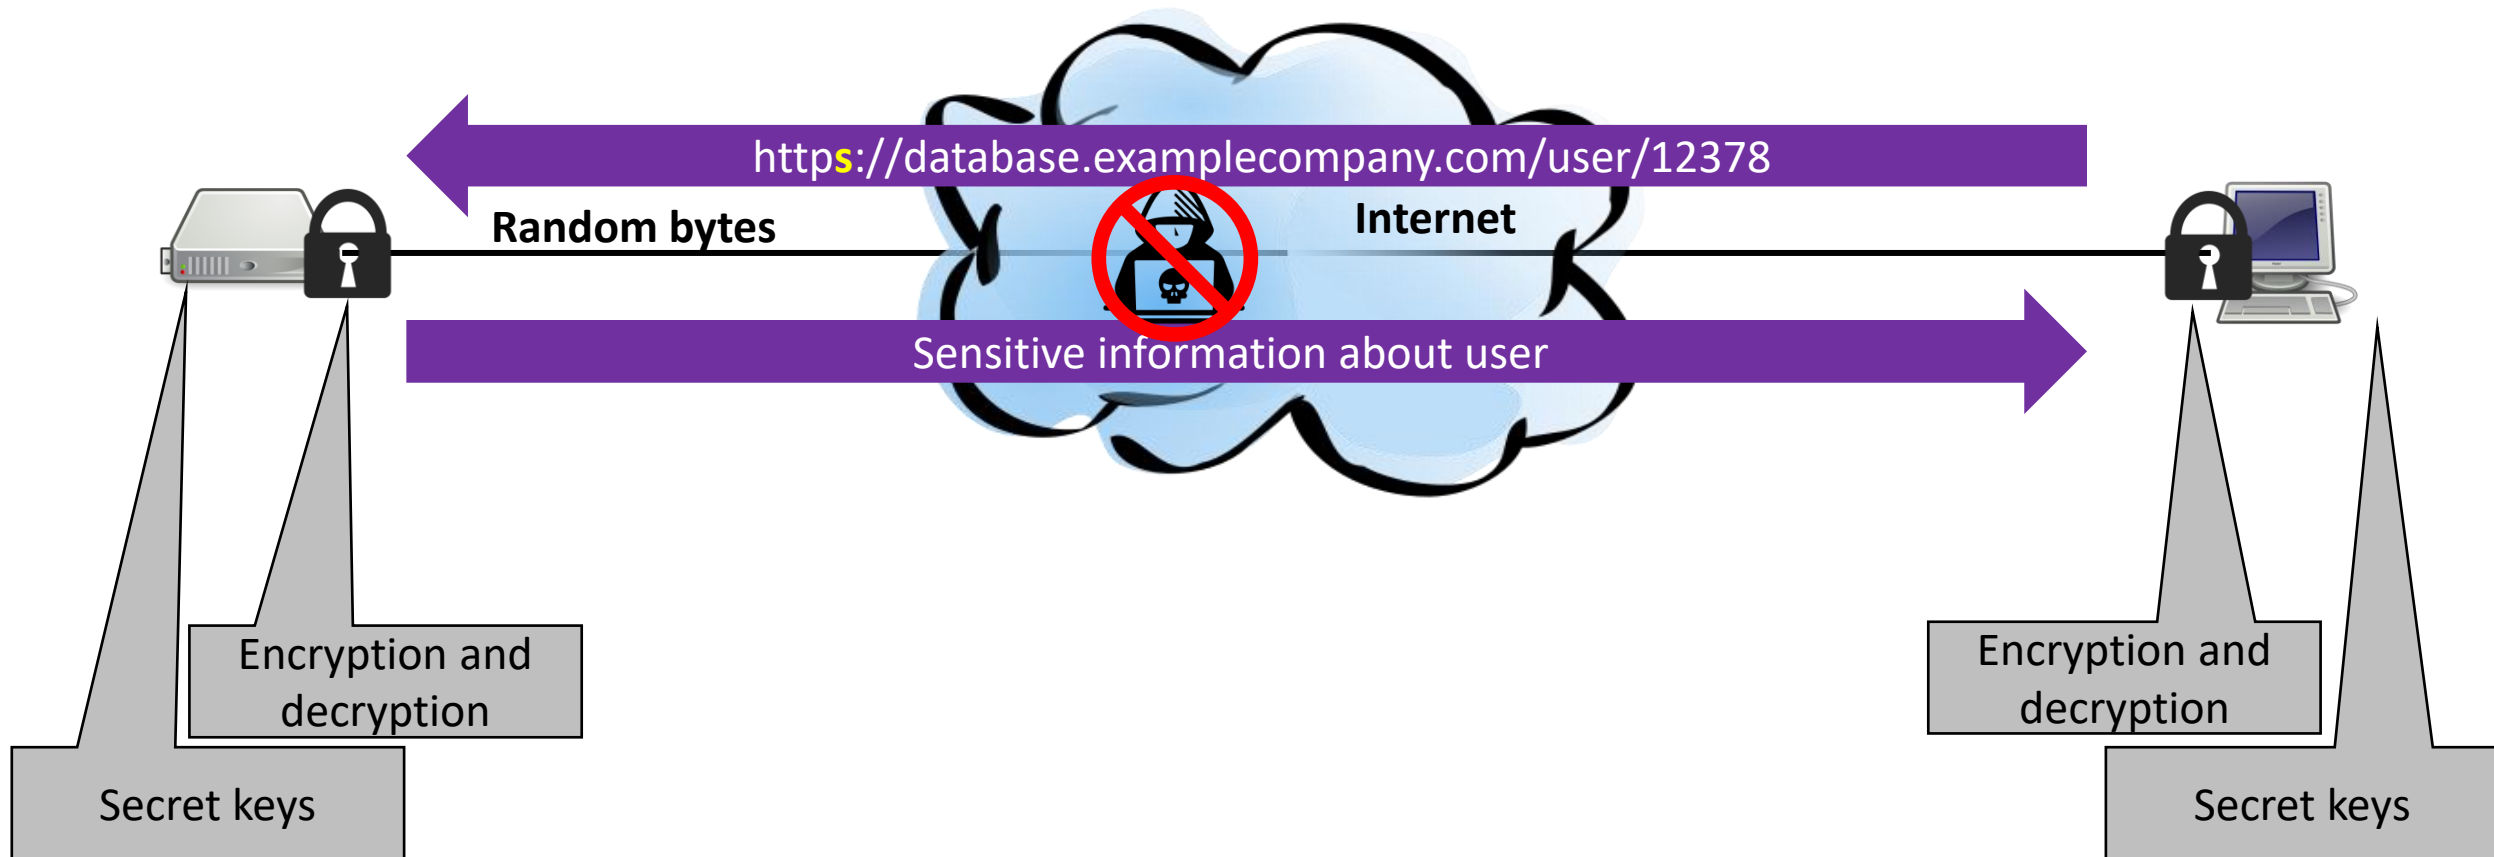 https://database.examplecompany.com/user/12378
Random bytes
Internet
Sensitive information about user
Encryption and
decryption
Encryption and
decryption
Secret keys
Secret keys